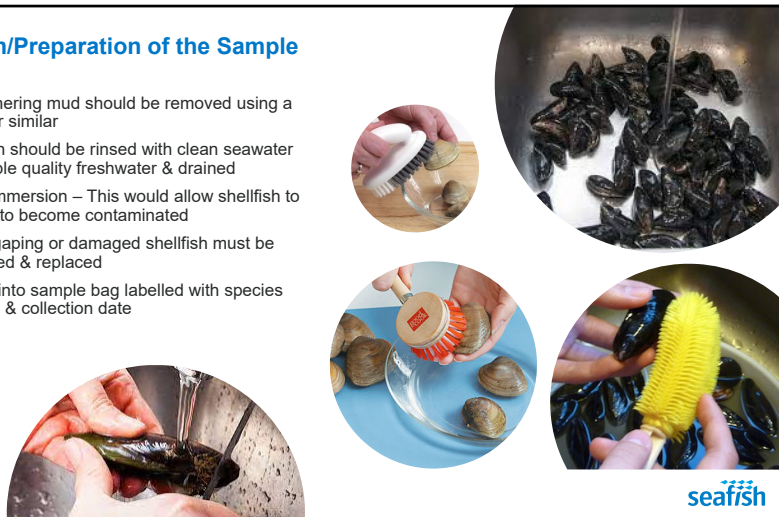 n/Preparation of the Sample
hering mud should be removed using a
r similar
h should be rinsed with clean seawater
ble quality freshwater & drained
mmersion – This would allow shellfish to
to become contaminated
gaping or damaged shellfish must be
ed & replaced
into sample bag labelled with species
& collection date
seafish